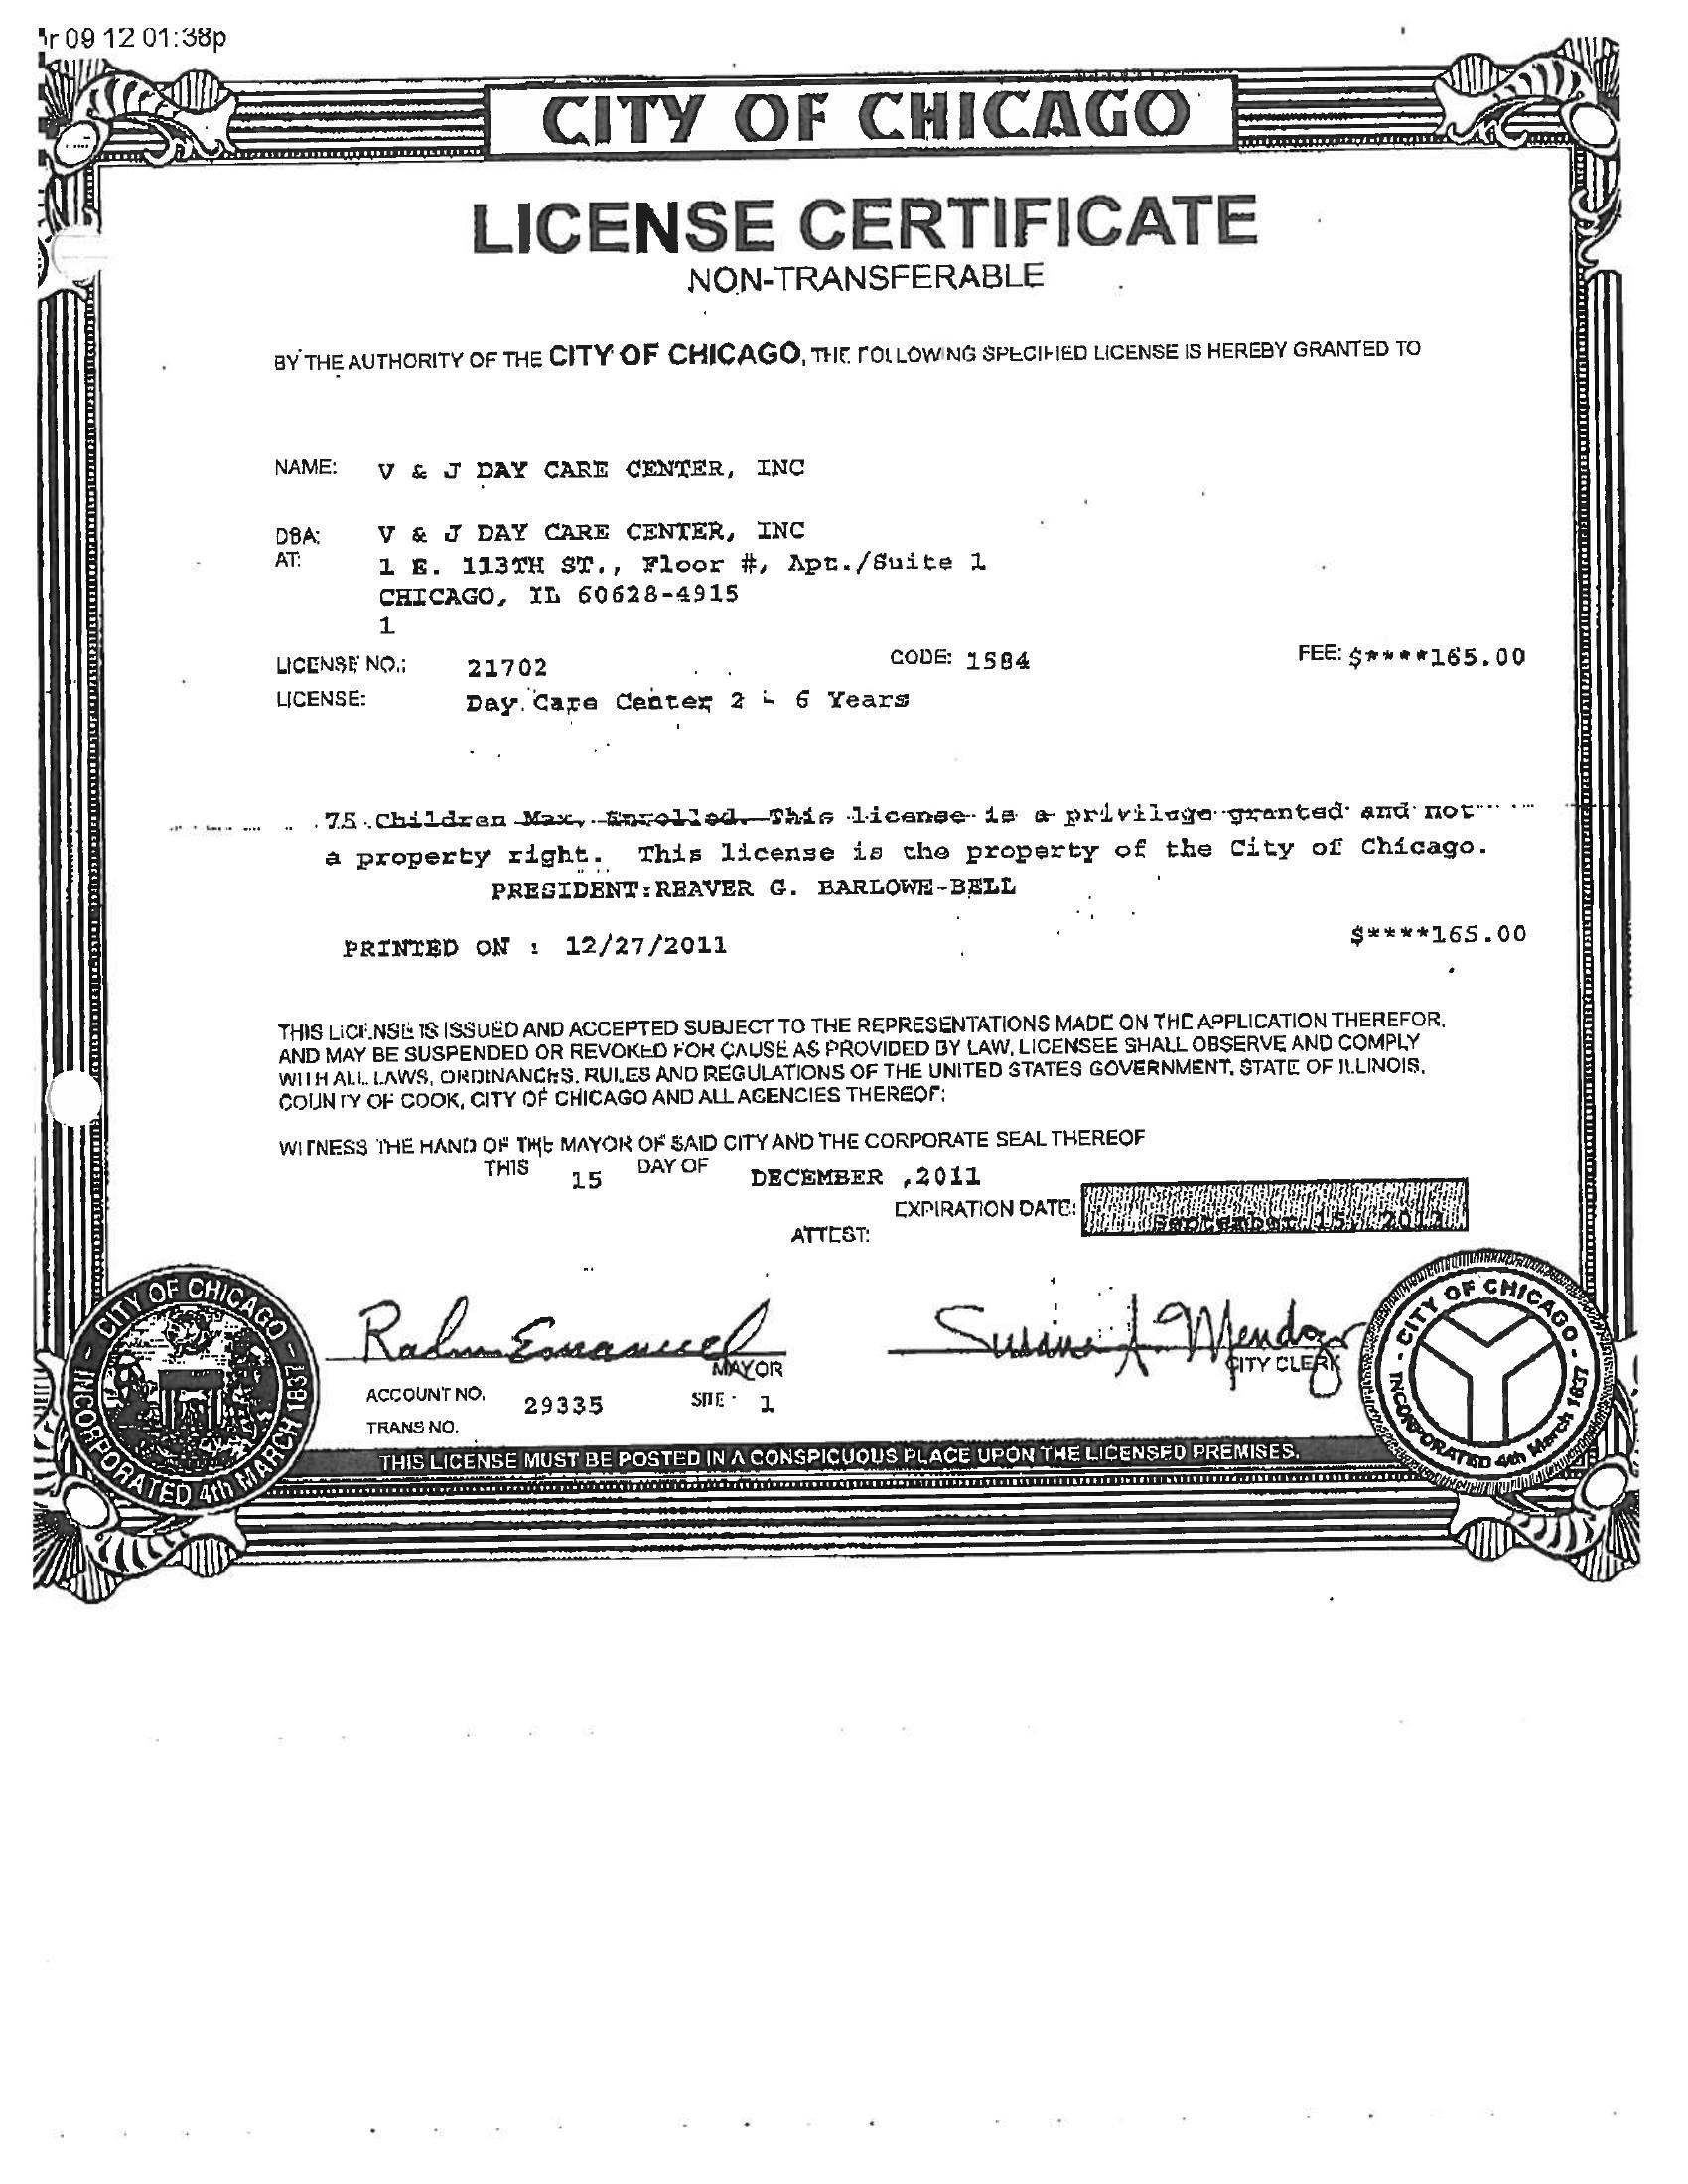 r 09 12 01:38p
CITY OF CHICAGO
LICENSE CERTIFICATE
NON-TRANSFERABLE
BY THE AUTHORITY OF THE CITY OF CHICAGO, THE FOLLOWING SPECIFIED LICENSE IS HEREBY GRANTED TO
NAME: V & J DAY CARE CENTER, INC
DBA: V & J DAY CARE CENTER, INC
AT: 1 E. 113TH ST., Floor #, Apt./Suite 1
CHICAGO, IL 60628-4915
1
LICENSE NO.: 21702 CODE: 1584 FEE: $****165.00
LICENSE: Day Care Center 2 - 6 Years
75 Children Max, Enrolled. This license is a privilege granted and not
a property right. This license is the property of the City of Chicago.
PRESIDENT:REAVER G. BARLOWE-BELL
PRINTED ON : 12/27/2011 $****165.00
THIS LICENSE IS ISSUED AND ACCEPTED SUBJECT TO THE REPRESENTATIONS MADE ON THE APPLICATION THEREFOR,
AND MAY BE SUSPENDED OR REVOKED FOR CAUSE AS PROVIDED BY LAW. LICENSEE SHALL OBSERVE AND COMPLY
WITH ALL LAWS, ORDINANCES, RULES AND REGULATIONS OF THE UNITED STATES GOVERNMENT, STATE OF ILLINOIS,
COUNTY OF COOK, CITY OF CHICAGO AND ALL AGENCIES THEREOF;
WITNESS THE HAND OF THE MAYOR OF SAID CITY AND THE CORPORATE SEAL THEREOF
THIS 15 DAY OF DECEMBER ,2011
EXPIRATION DATE: September 15,
ATTEST:
Rahm Emanuel
MAYOR
Susana A. Mendoza
CITY CLERK
ACCOUNT NO. 29335 SITE 1
TRANS NO.
THIS LICENSE MUST BE POSTED IN A CONSPICUOUS PLACE UPON THE LICENSED PREMISES.
CITY OF CHICAGO - INCORPORATED 4th MARCH 1837
CITY OF CHICAGO - INCORPORATED 4th March 1837